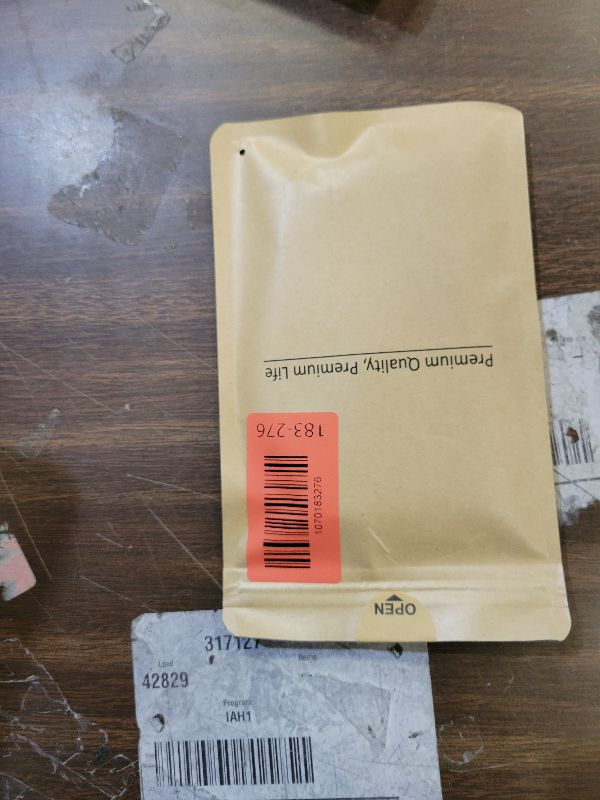 Premium Quality, Premium Life
183-276
1070183276
OPEN
317127
Load
42829
Program
IAH1